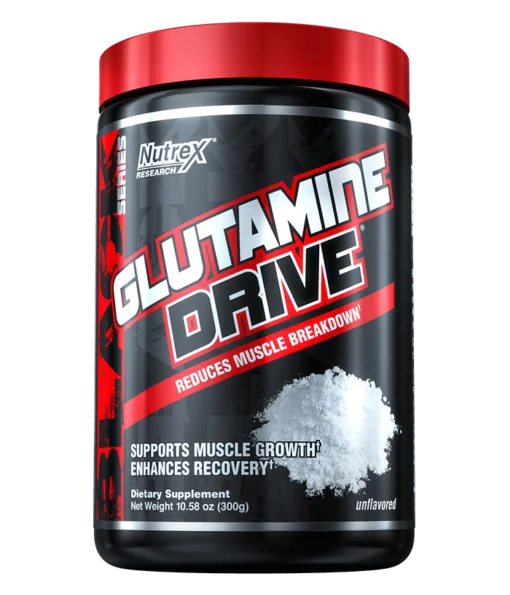 BLACK SERIES
Nutrex®
RESEARCH
GLUTAMINE
DRIVE®
REDUCES MUSCLE BREAKDOWN†
SUPPORTS MUSCLE GROWTH‡
ENHANCES RECOVERY†
Dietary Supplement
Net Weight 10.58 oz (300g)
unflavored